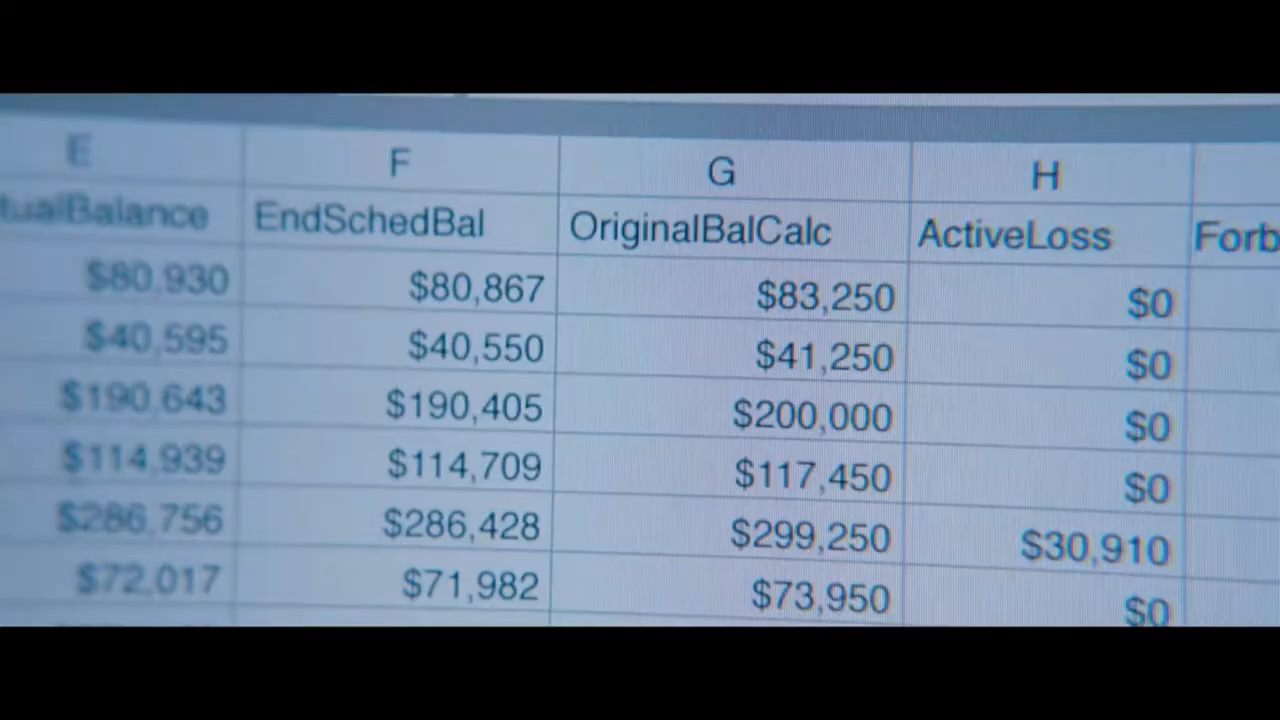 E F G H
tualBalance EndSchedBal OriginalBalCalc ActiveLoss Forb
$80,930 $80,867 $83,250 $0
$40,595 $40,550 $41,250 $0
$190,643 $190,405 $200,000 $0
$114,939 $114,709 $117,450 $0
$286,756 $286,428 $299,250 $30,910
$72,017 $71,982 $73,950 $0